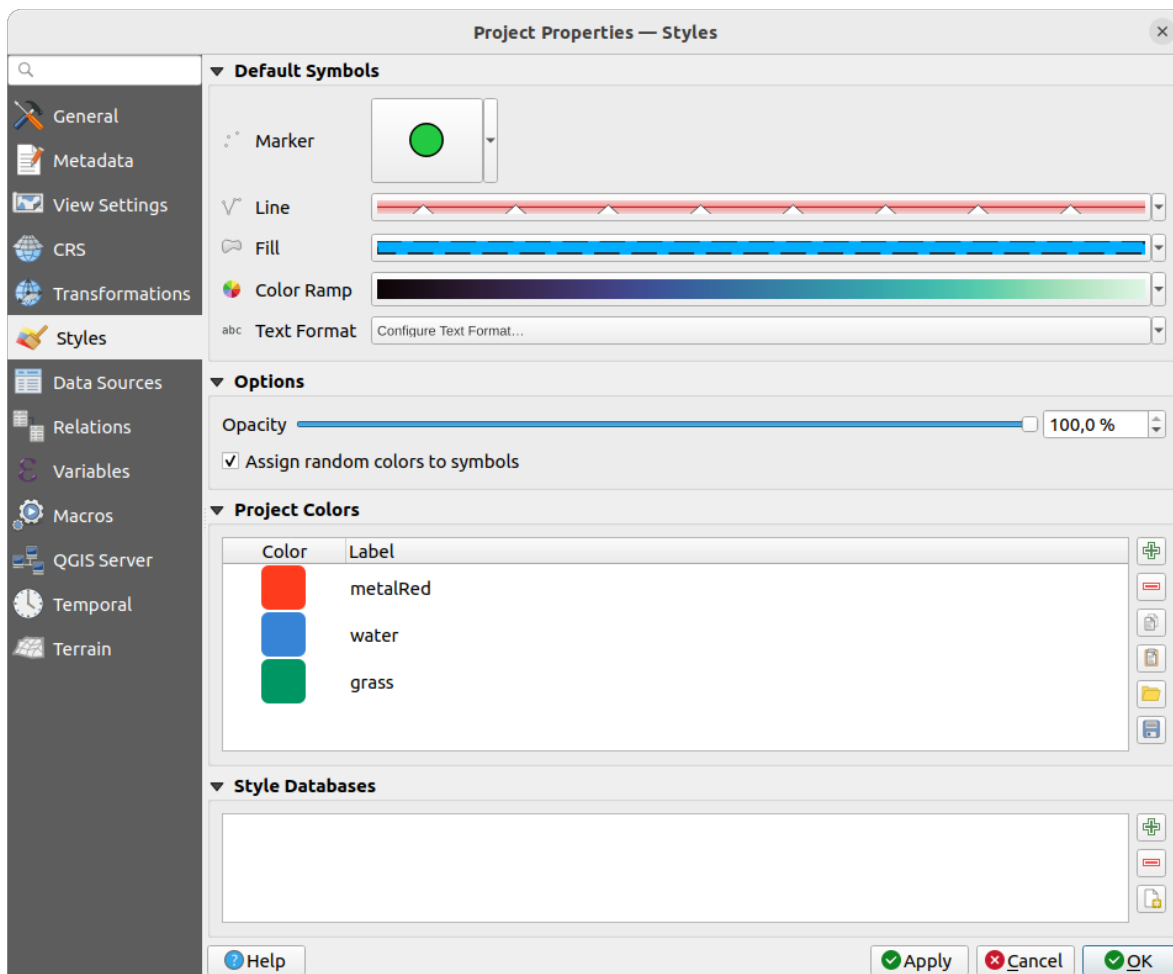 Project Properties — Styles
General
Metadata
View Settings
CRS
Transformations
Styles
Data Sources
Relations
Variables
Macros
QGIS Server
Temporal
Terrain
Default Symbols
Marker
Line
Fill
Color Ramp
abc Text Format Configure Text Format...
Options
Opacity 100,0 %
Assign random colors to symbols
Project Colors
Color Label
metalRed
water
grass
Style Databases
Help Apply Cancel OK